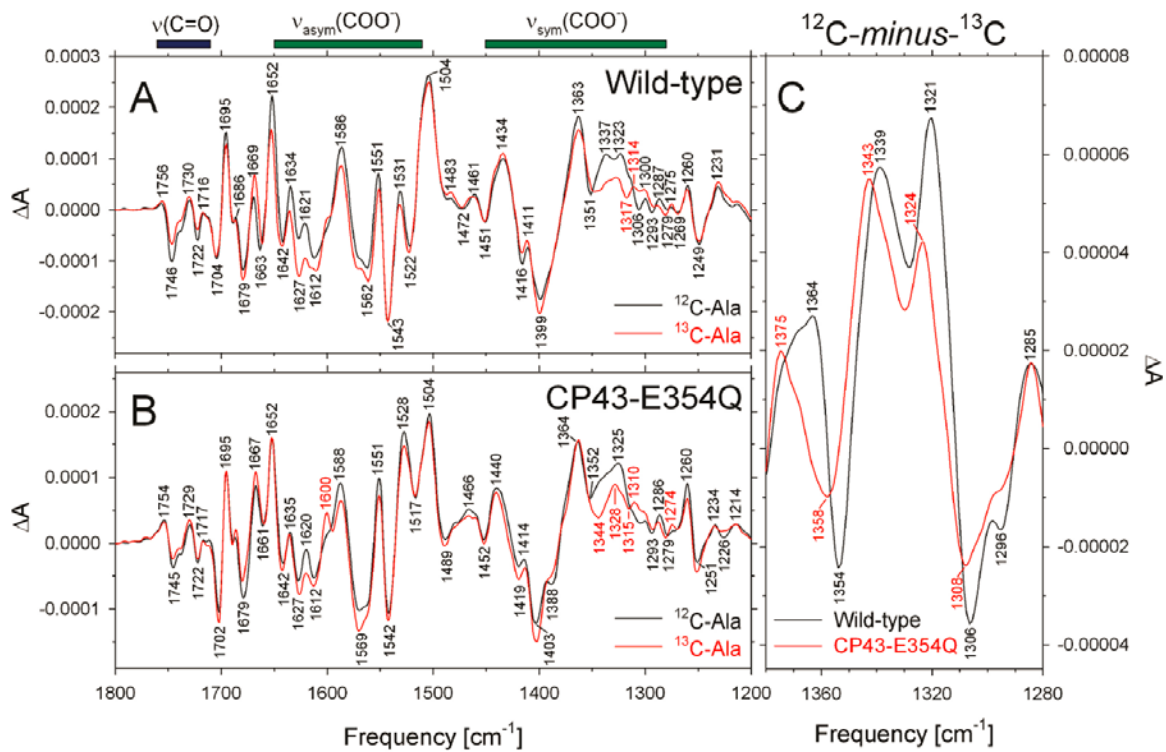 ν(C=O)
νasym(COO⁻)
νsym(COO⁻)
¹²C-minus-¹³C
A
Wild-type
0.0003
0.0002
0.0001
0.0000
-0.0001
-0.0002
ΔA
1756 1746 1730 1722 1716 1704 1695 1686 1679 1669 1663 1652 1642 1634 1627 1621 1612 1586 1562 1551 1543 1531 1522 1504 1483 1472 1461 1451 1434 1416 1411 1399 1363 1351 1337 1323 1317 1314 1306 1300 1293 1287 1279 1275 1269 1260 1249 1231
¹²C-Ala
¹³C-Ala
B
CP43-E354Q
0.0002
0.0001
0.0000
-0.0001
ΔA
1754 1745 1729 1722 1717 1702 1695 1679 1667 1661 1652 1642 1635 1627 1620 1612 1600 1588 1569 1551 1542 1528 1517 1504 1489 1466 1452 1440 1419 1414 1403 1388 1364 1352 1344 1328 1325 1315 1310 1293 1286 1279 1274 1260 1251 1234 1226 1214
¹²C-Ala
¹³C-Ala
1800 1700 1600 1500 1400 1300 1200
Frequency [cm⁻¹]
C
0.00008
0.00006
0.00004
0.00002
0.00000
-0.00002
-0.00004
ΔA
1375 1364 1358 1354 1343 1339 1324 1321 1308 1306 1296 1285
Wild-type
CP43-E354Q
1360 1320 1280
Frequency [cm⁻¹]